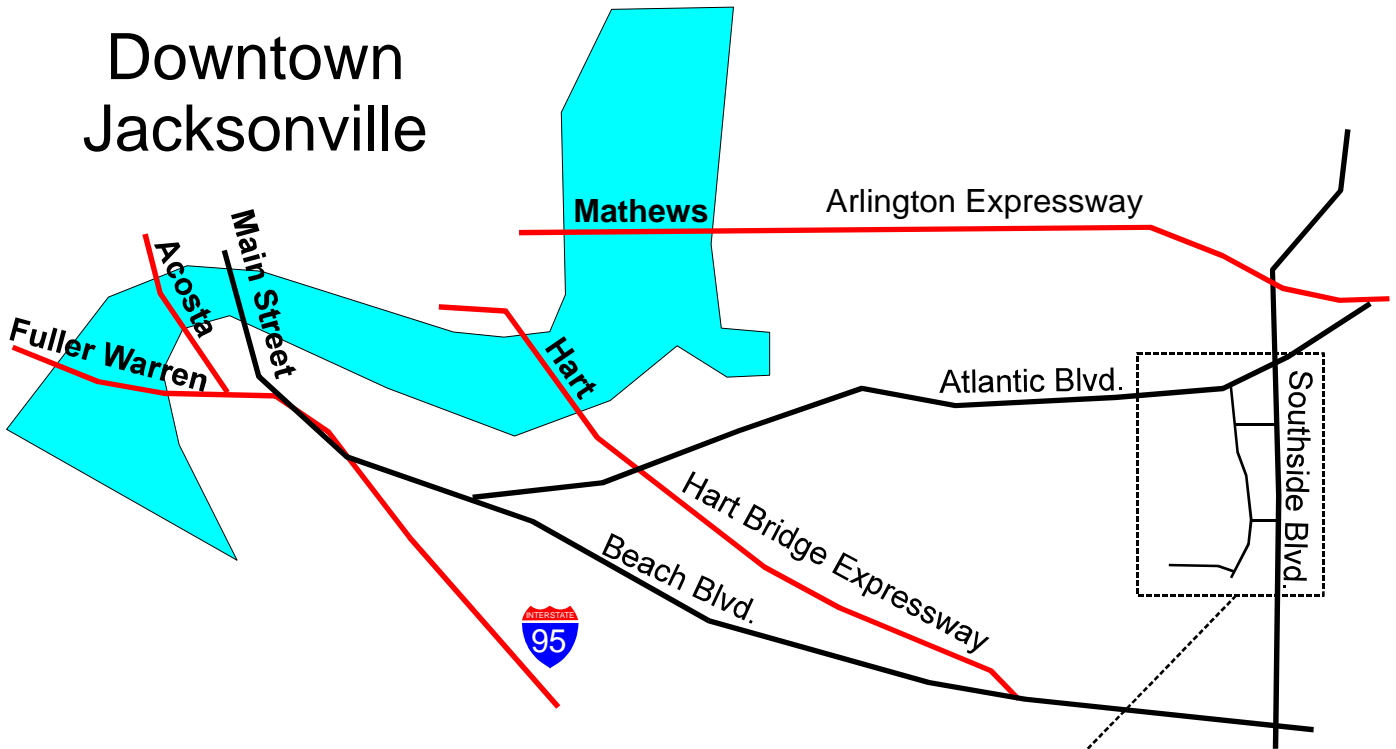 Downtown
Jacksonville
Mathews
Arlington Expressway
Main Street
Acosta
Fuller Warren
Hart
Atlantic Blvd.
Southside Blvd.
Hart Bridge Expressway
Beach Blvd.
INTERSTATE
95